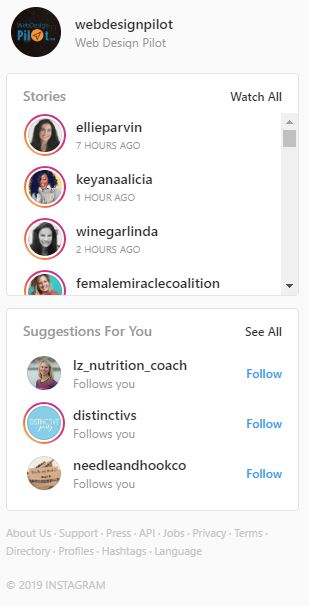 WebDesign
Pilot
webdesignpilot
Web Design Pilot
Stories Watch All
ellieparvin
7 HOURS AGO
keyanaalicia
1 HOUR AGO
winegarlinda
2 HOURS AGO
femalemiraclecoalition
Suggestions For You See All
lz_nutrition_coach
Follows you
Follow
DISTINCTIVS
party
distinctivs
Follows you
Follow
needleandhookco
Follows you
Follow
About Us · Support · Press · API · Jobs · Privacy · Terms ·
Directory · Profiles · Hashtags · Language
© 2019 INSTAGRAM